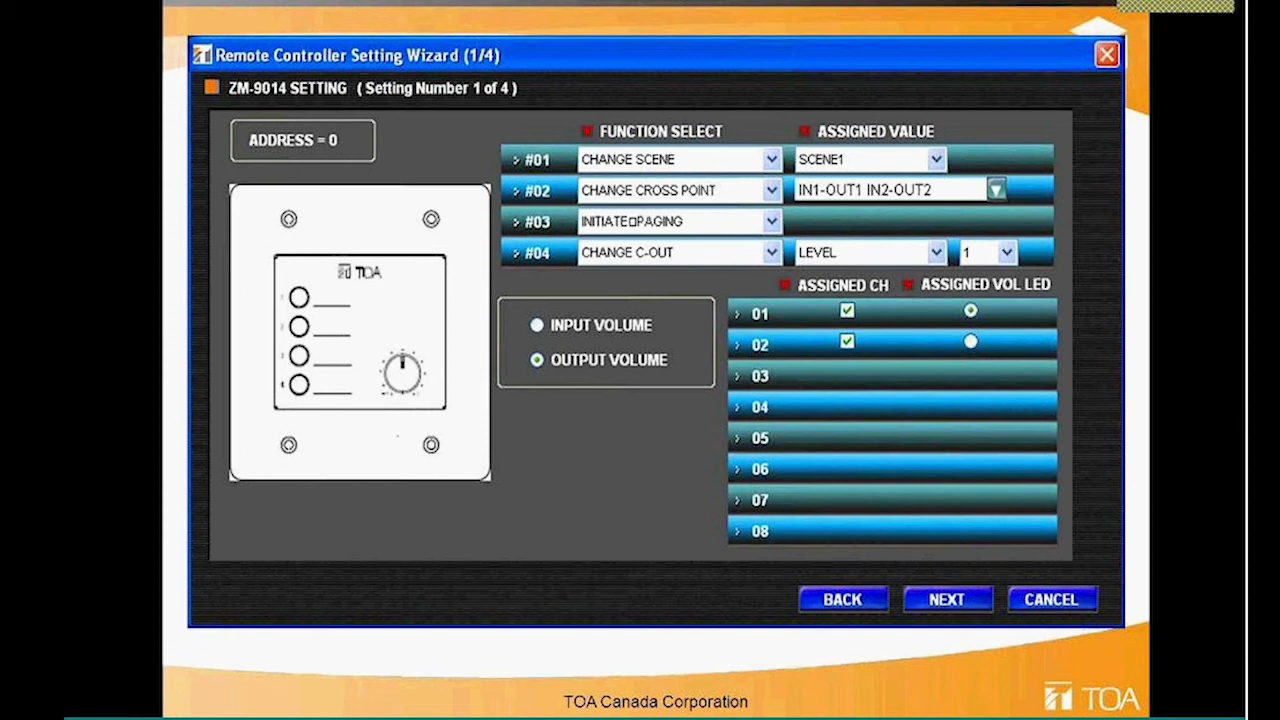 Remote Controller Setting Wizard (1/4)
ZM-9014 SETTING ( Setting Number 1 of 4 )
ADDRESS = 0
FUNCTION SELECT ASSIGNED VALUE
#01 CHANGE SCENE SCENE1
#02 CHANGE CROSS POINT IN1-OUT1 IN2-OUT2
#03 INITIATE□PAGING
#04 CHANGE C-OUT LEVEL 1
TOA
ASSIGNED CH ASSIGNED VOL LED
INPUT VOLUME
OUTPUT VOLUME
01
02
03
04
05
06
07
08
BACK NEXT CANCEL
TOA Canada Corporation
TOA